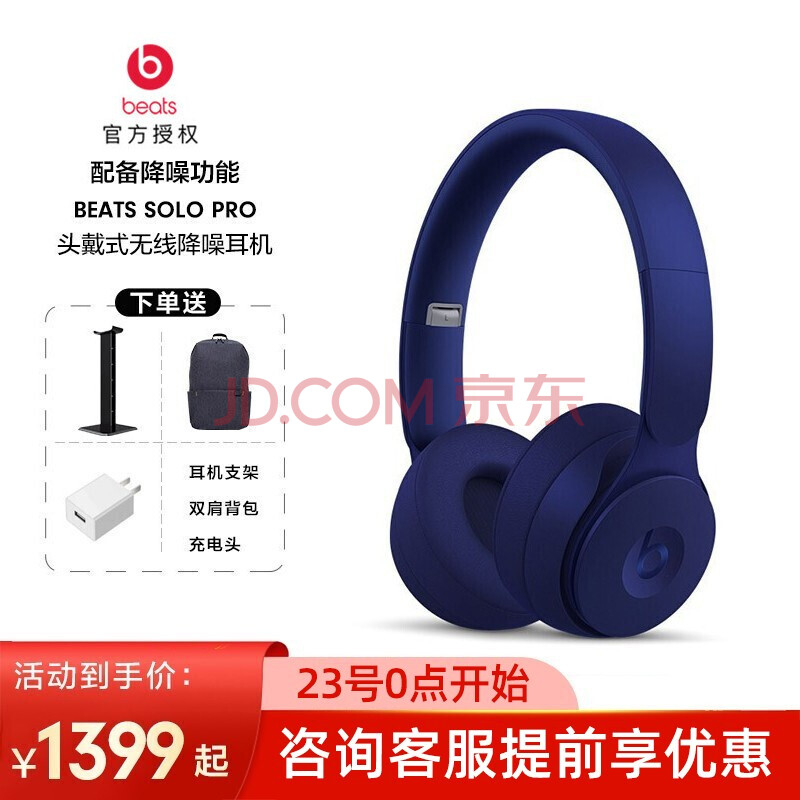 beats
官方授权
配备降噪功能
BEATS SOLO PRO
头戴式无线降噪耳机
下单送
JD.COM 京东
耳机支架
双肩背包
充电头
L
b
活动到手价：
23号0点开始
¥1399起
咨询客服提前享优惠